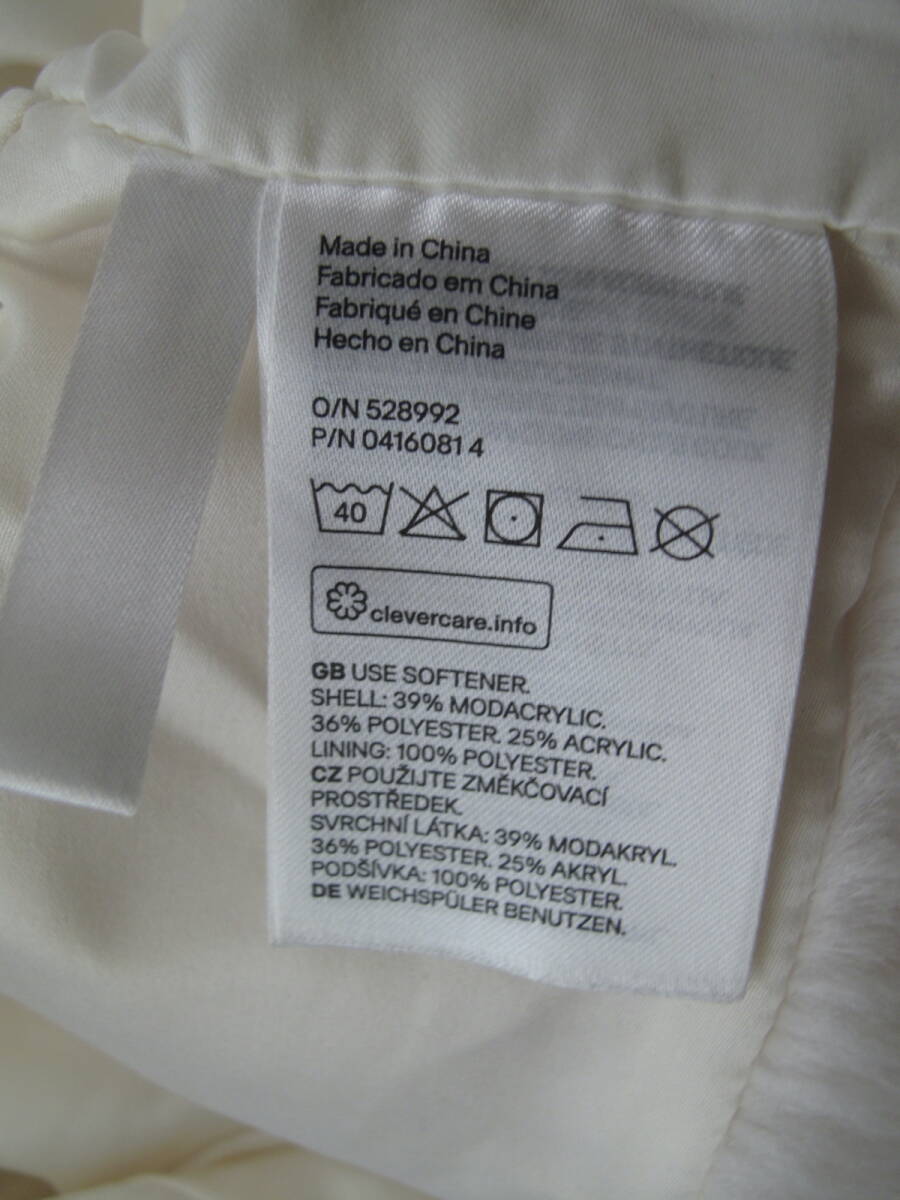 Made in China
Fabricado em China
Fabriqué en Chine
Hecho en China
O/N 528992
P/N 0416081 4
40
clevercare.info
GB USE SOFTENER.
SHELL: 39% MODACRYLIC.
36% POLYESTER. 25% ACRYLIC.
LINING: 100% POLYESTER.
CZ POUŽIJTE ZMĚKČOVACÍ
PROSTŘEDEK.
SVRCHNÍ LÁTKA: 39% MODAKRYL.
36% POLYESTER. 25% AKRYL.
PODŠÍVKA: 100% POLYESTER.
DE WEICHSPÜLER BENUTZEN.